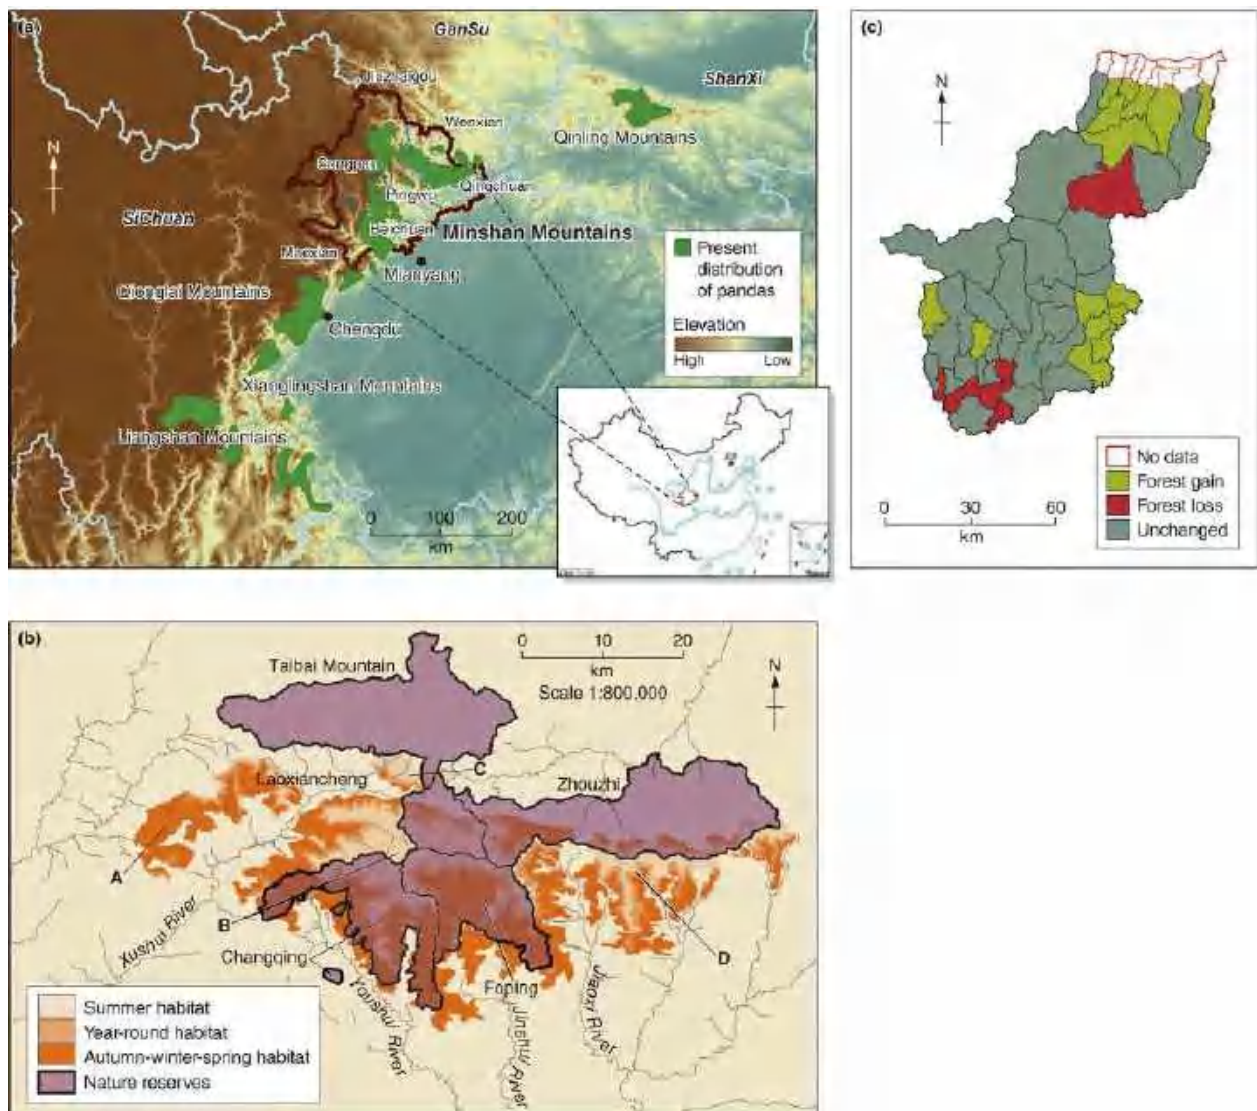 (a)
GanSu
ShanXi
Jiuzhaigou
Wenxian
Qinling Mountains
N
Songpan
Pingwu
Qingchuan
SiChuan
Beichuan
Minshan Mountains
Maoxian
Mianyang
Qionglai Mountains
Chengdu
Xianglingshan Mountains
Liangshan Mountains
Present
distribution
of pandas
Elevation
High Low
0 100 200
km
(c)
N
No data
Forest gain
Forest loss
Unchanged
0 30 60
km
(b)
Taibai Mountain
0 10 20
km
Scale 1:800.000
N
Laoxiancheng
C
Zhouzhi
A
B
D
Xushui River
Changqing
Foping
Youshui River
Jinshui River
Jiaoxi River
Summer habitat
Year-round habitat
Autumn-winter-spring habitat
Nature reserves